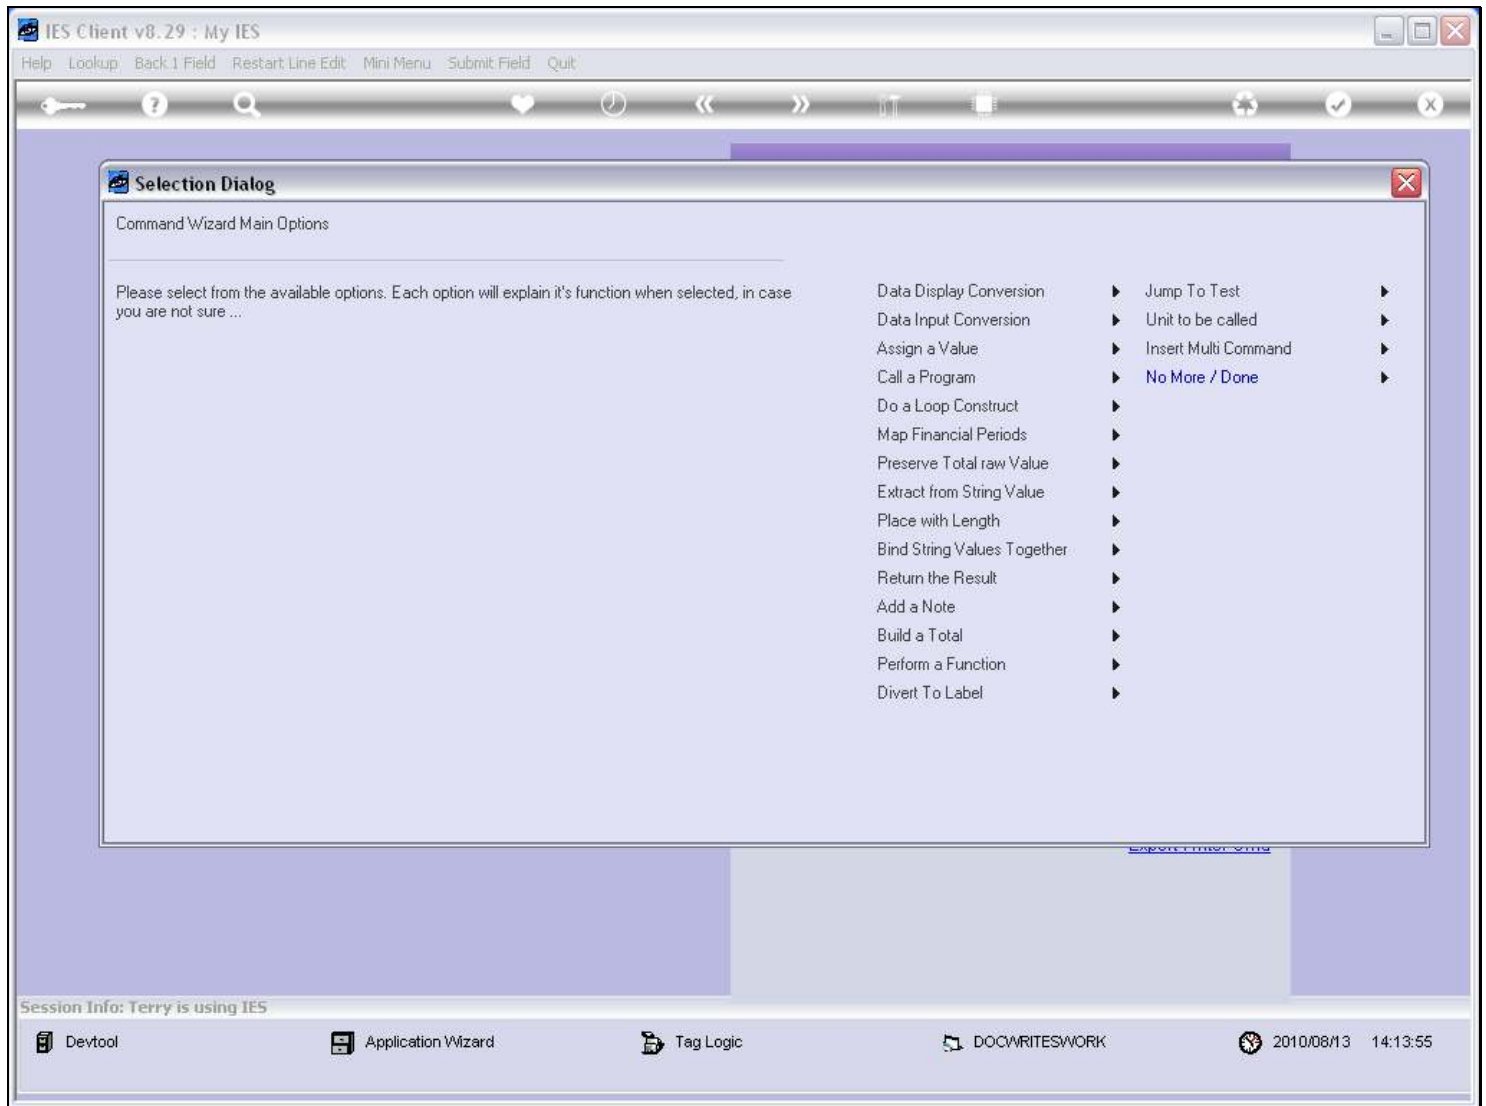 IES Client v8.29 : My IES
Help Lookup Back 1 Field Restart Line Edit Mini Menu Submit Field Quit
Selection Dialog
Command Wizard Main Options
Please select from the available options. Each option will explain it's function when selected, in case
you are not sure ...
Data Display Conversion
Data Input Conversion
Assign a Value
Call a Program
Do a Loop Construct
Map Financial Periods
Preserve Total raw Value
Extract from String Value
Place with Length
Bind String Values Together
Return the Result
Add a Note
Build a Total
Perform a Function
Divert To Label
Jump To Test
Unit to be called
Insert Multi Command
No More / Done
Session Info: Terry is using IES
Devtool Application Wizard Tag Logic DOCWRITESWORK 2010/08/13 14:13:55